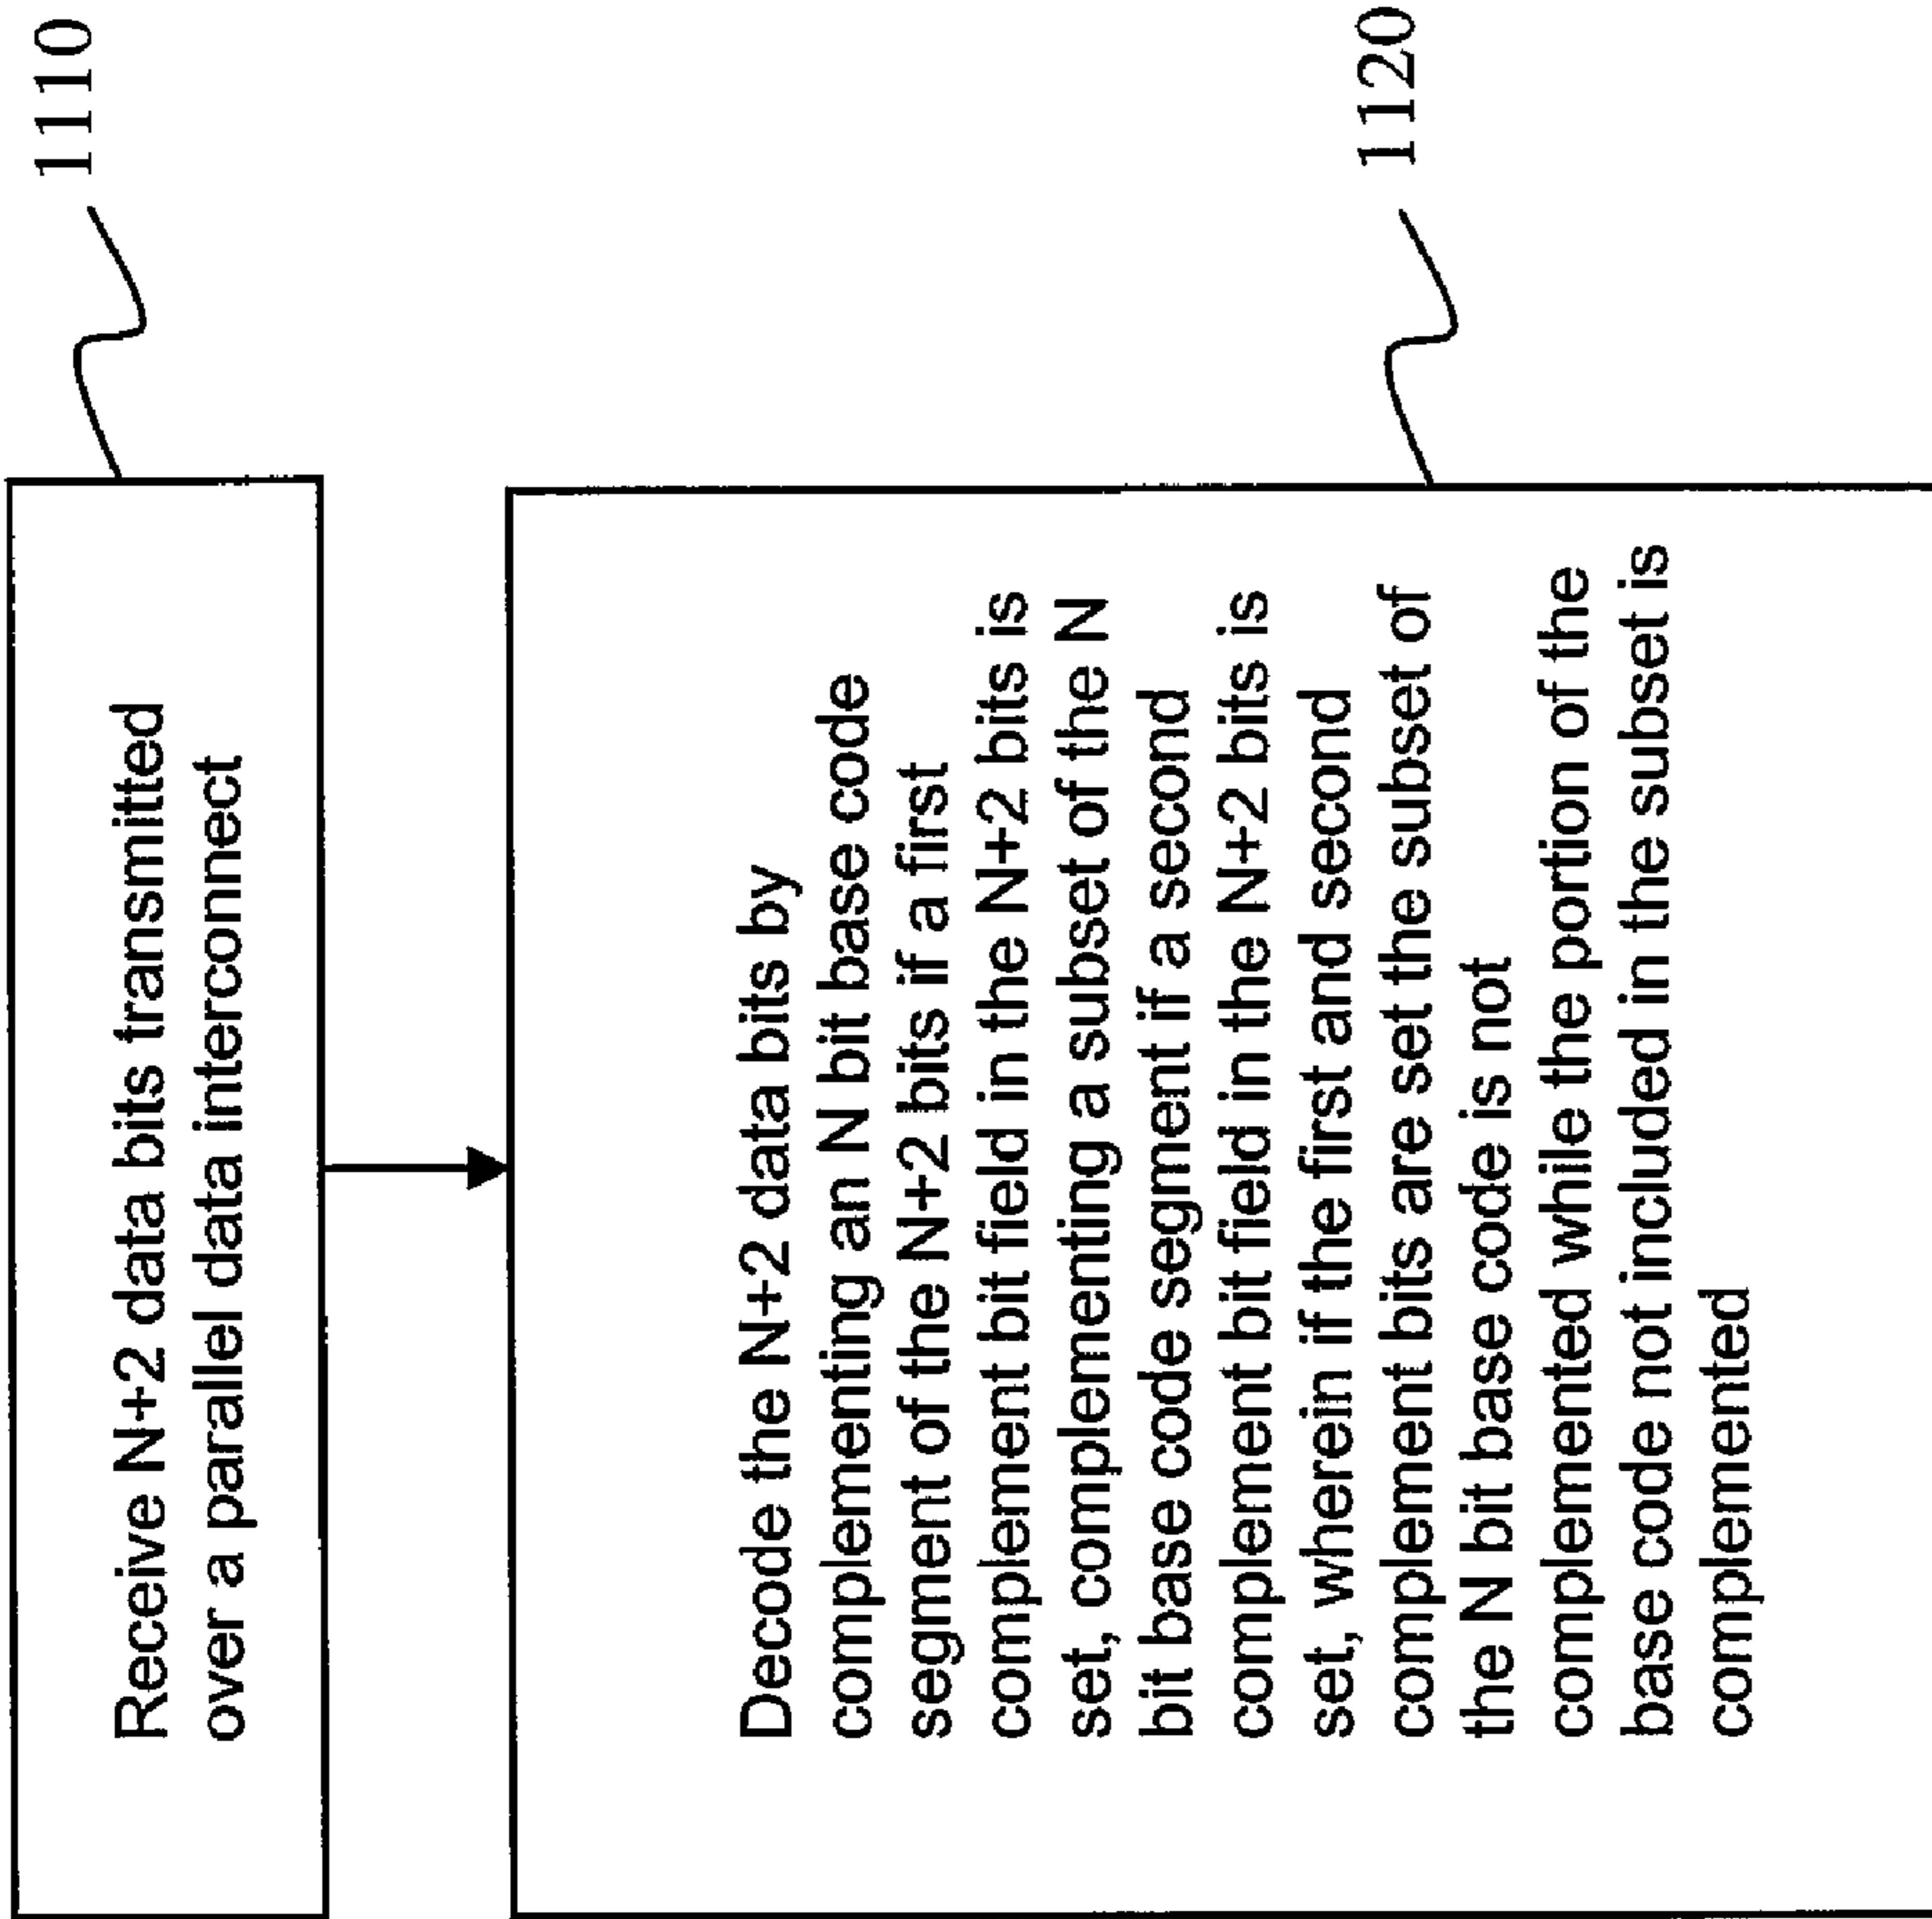 1110
Receive N+2 data bits transmitted
over a parallel data interconnect
1120
Decode the N+2 data bits by
complementing an N bit base code
segment of the N+2 bits if a first
complement bit field in the N+2 bits is
set, complementing a subset of the N
bit base code segment if a second
complement bit field in the N+2 bits is
set, wherein if the first and second
complement bits are set the subset of
the N bit base code is not
complemented while the portion of the
base code not included in the subset is
complemented